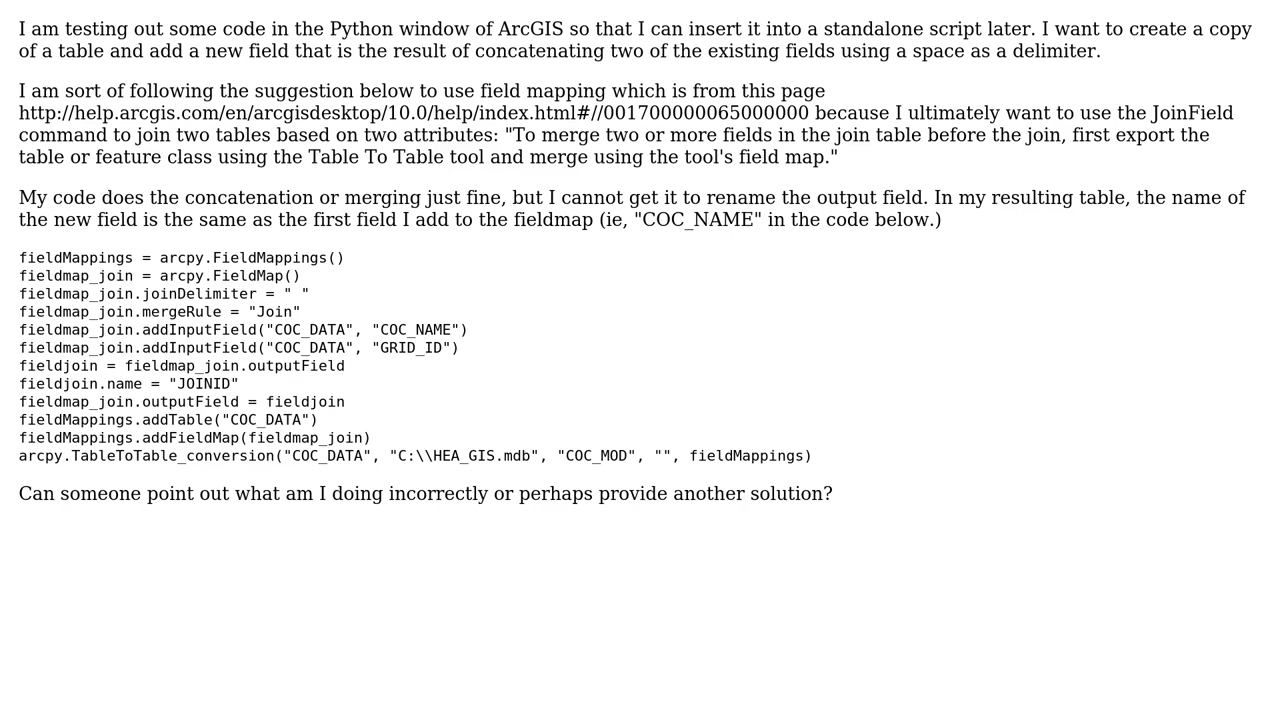 I am testing out some code in the Python window of ArcGIS so that I can insert it into a standalone script later. I want to create a copy
of a table and add a new field that is the result of concatenating two of the existing fields using a space as a delimiter.
I am sort of following the suggestion below to use field mapping which is from this page
http://help.arcgis.com/en/arcgisdesktop/10.0/help/index.html#//001700000065000000 because I ultimately want to use the JoinField
command to join two tables based on two attributes: "To merge two or more fields in the join table before the join, first export the
table or feature class using the Table To Table tool and merge using the tool's field map."
My code does the concatenation or merging just fine, but I cannot get it to rename the output field. In my resulting table, the name of
the new field is the same as the first field I add to the fieldmap (ie, "COC_NAME" in the code below.)
fieldMappings = arcpy.FieldMappings()
fieldmap_join = arcpy.FieldMap()
fieldmap_join.joinDelimiter = " "
fieldmap_join.mergeRule = "Join"
fieldmap_join.addInputField("COC_DATA", "COC_NAME")
fieldmap_join.addInputField("COC_DATA", "GRID_ID")
fieldjoin = fieldmap_join.outputField
fieldjoin.name = "JOINID"
fieldmap_join.outputField = fieldjoin
fieldMappings.addTable("COC_DATA")
fieldMappings.addFieldMap(fieldmap_join)
arcpy.TableToTable_conversion("COC_DATA", "C:\\HEA_GIS.mdb", "COC_MOD", "", fieldMappings)
Can someone point out what am I doing incorrectly or perhaps provide another solution?